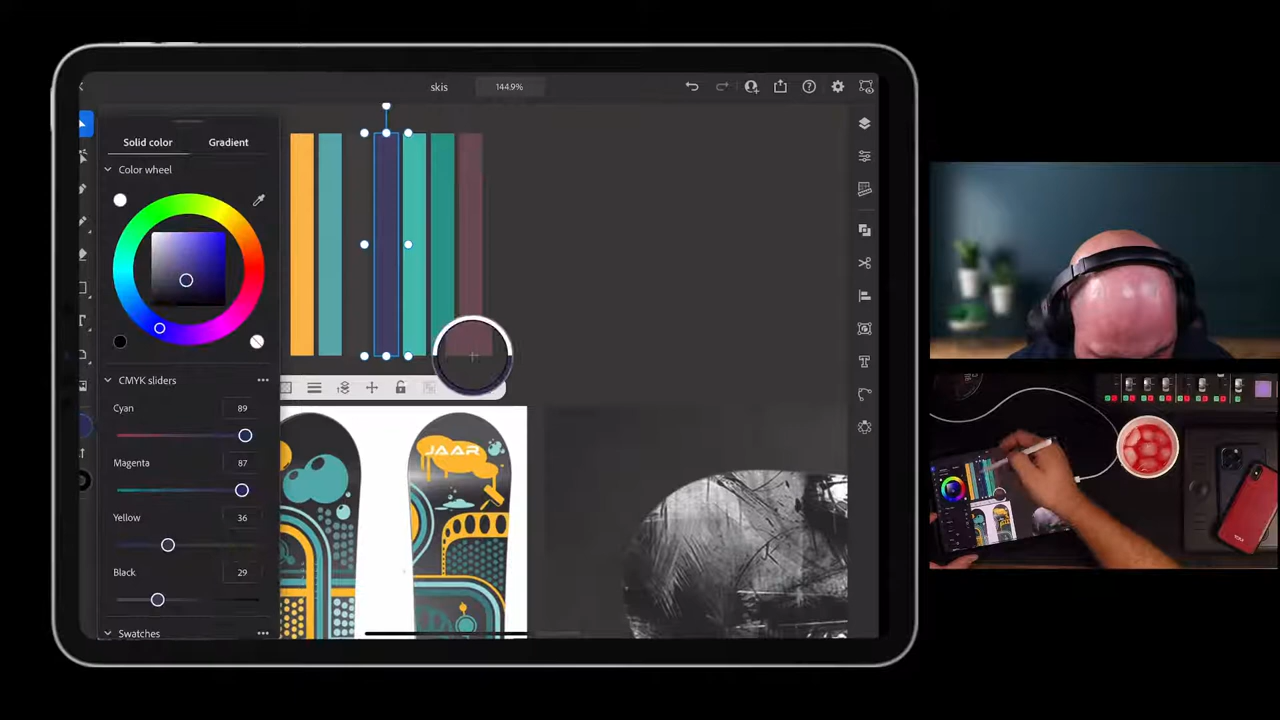 skis
144.9%
Solid color
Gradient
Color wheel
CMYK sliders
Cyan
89
Magenta
87
Yellow
36
Black
29
Swatches
JAAR